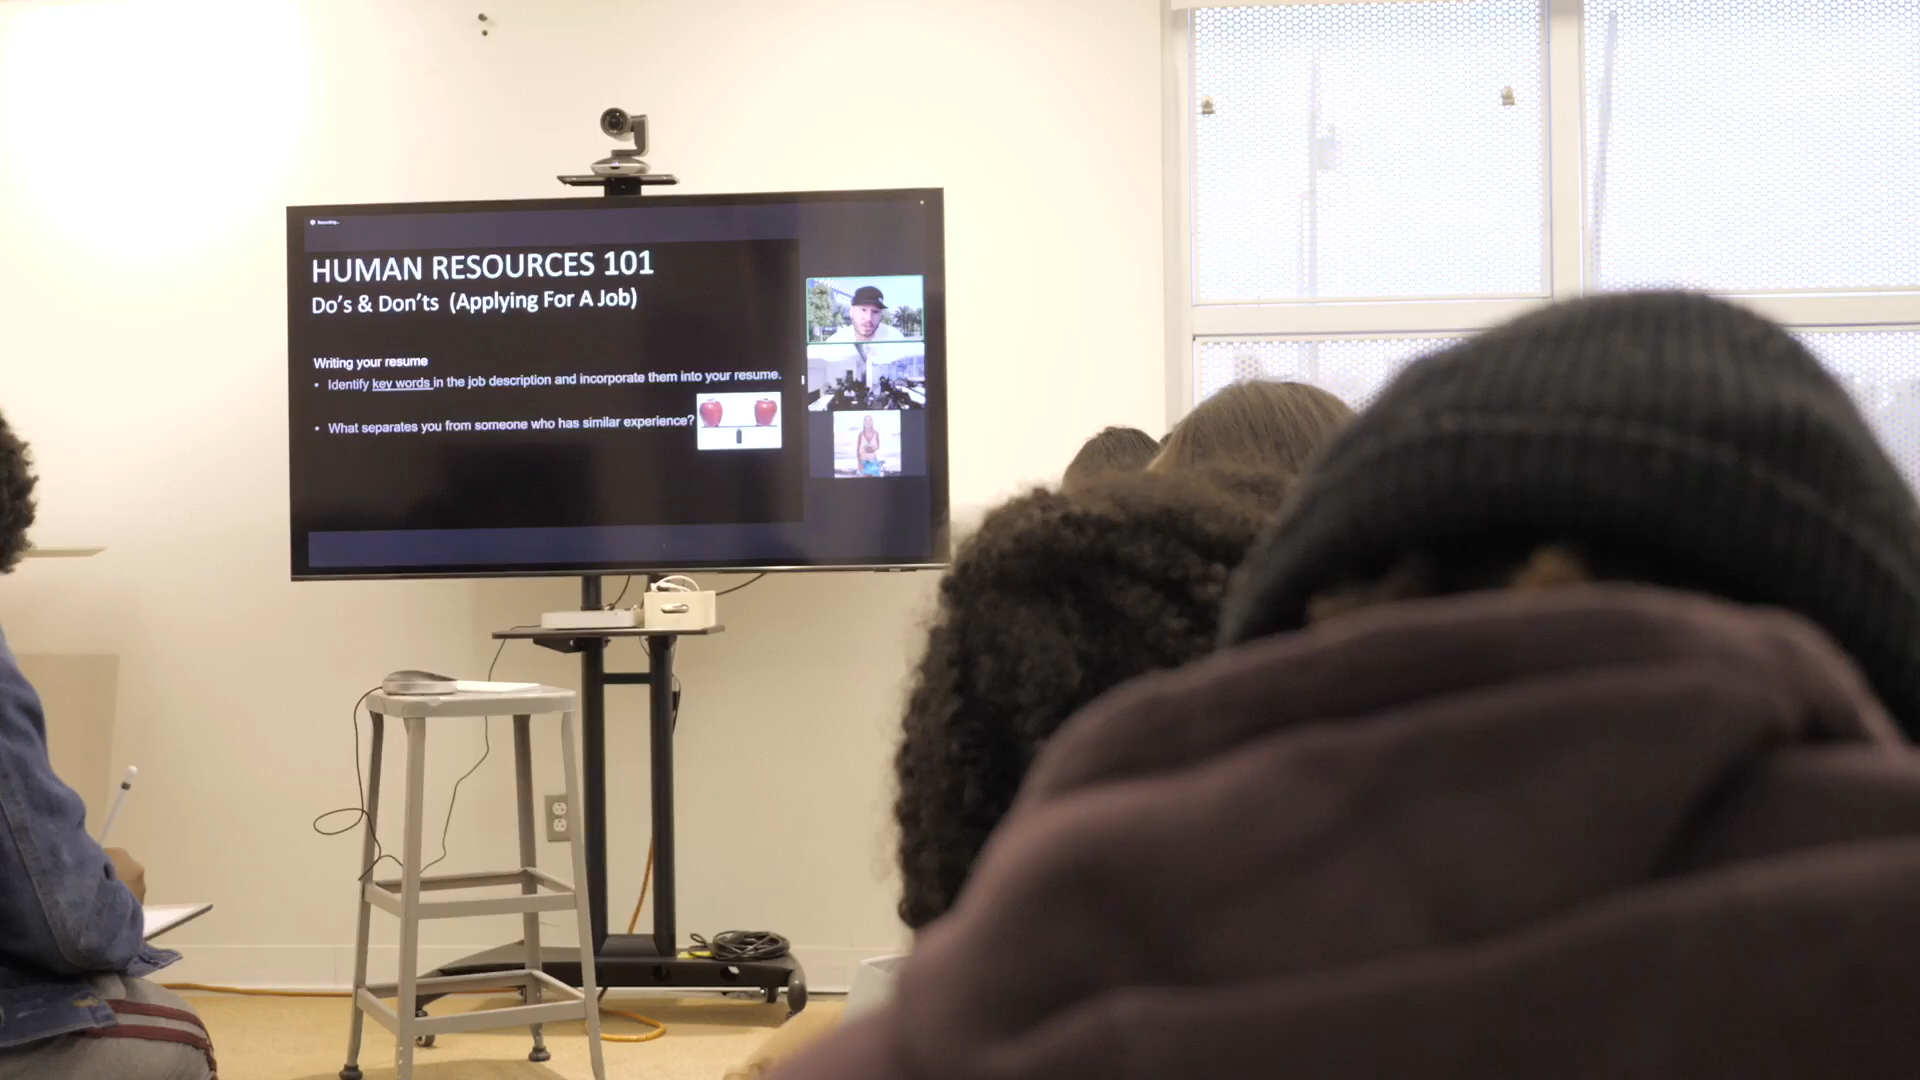 Recording...
HUMAN RESOURCES 101
Do's & Don'ts (Applying For A Job)
Writing your resume
• Identify key words in the job description and incorporate them into your resume.
• What separates you from someone who has similar experience?